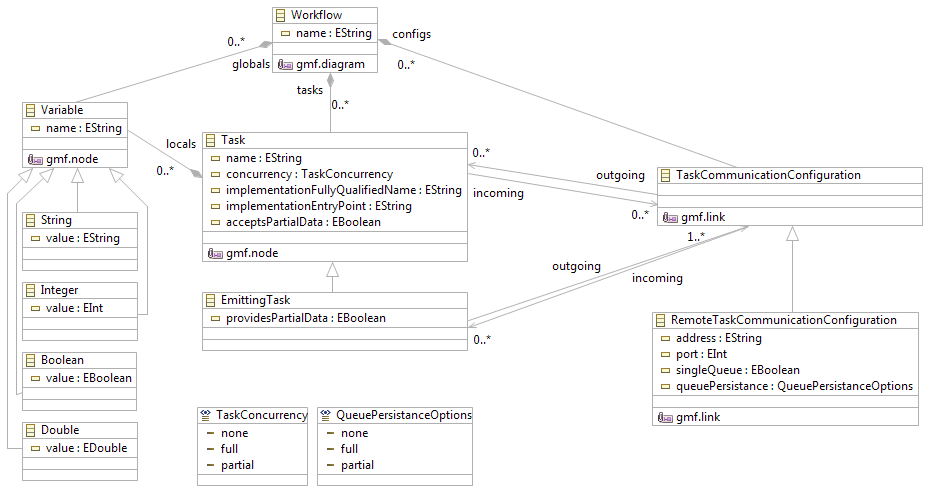 Workflow
name : EString
gmf.diagram
configs
0..*
0..*
globals
tasks
0..*
Variable
name : EString
gmf.node
locals
0..*
Task
name : EString
concurrency : TaskConcurrency
implementationFullyQualifiedName : EString
implementationEntryPoint : EString
acceptsPartialData : EBoolean
gmf.node
0..*
outgoing
incoming
0..*
TaskCommunicationConfiguration
gmf.link
1..*
outgoing
incoming
0..*
String
value : EString
Integer
value : EInt
Boolean
value : EBoolean
Double
value : EDouble
EmittingTask
providesPartialData : EBoolean
RemoteTaskCommunicationConfiguration
address : EString
port : EInt
singleQueue : EBoolean
queuePersistance : QueuePersistanceOptions
gmf.link
TaskConcurrency
none
full
partial
QueuePersistanceOptions
none
full
partial